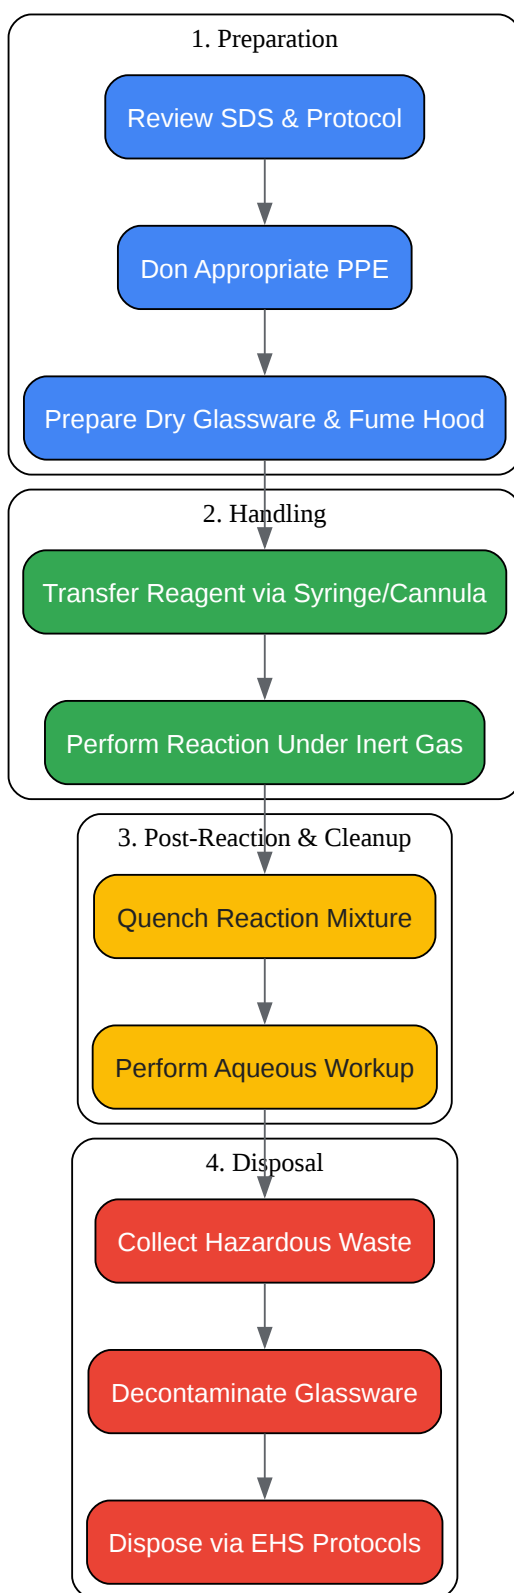 1. Preparation
Review SDS & Protocol
Don Appropriate PPE
Prepare Dry Glassware & Fume Hood
2. Handling
Transfer Reagent via Syringe/Cannula
Perform Reaction Under Inert Gas
3. Post-Reaction & Cleanup
Quench Reaction Mixture
Perform Aqueous Workup
4. Disposal
Collect Hazardous Waste
Decontaminate Glassware
Dispose via EHS Protocols